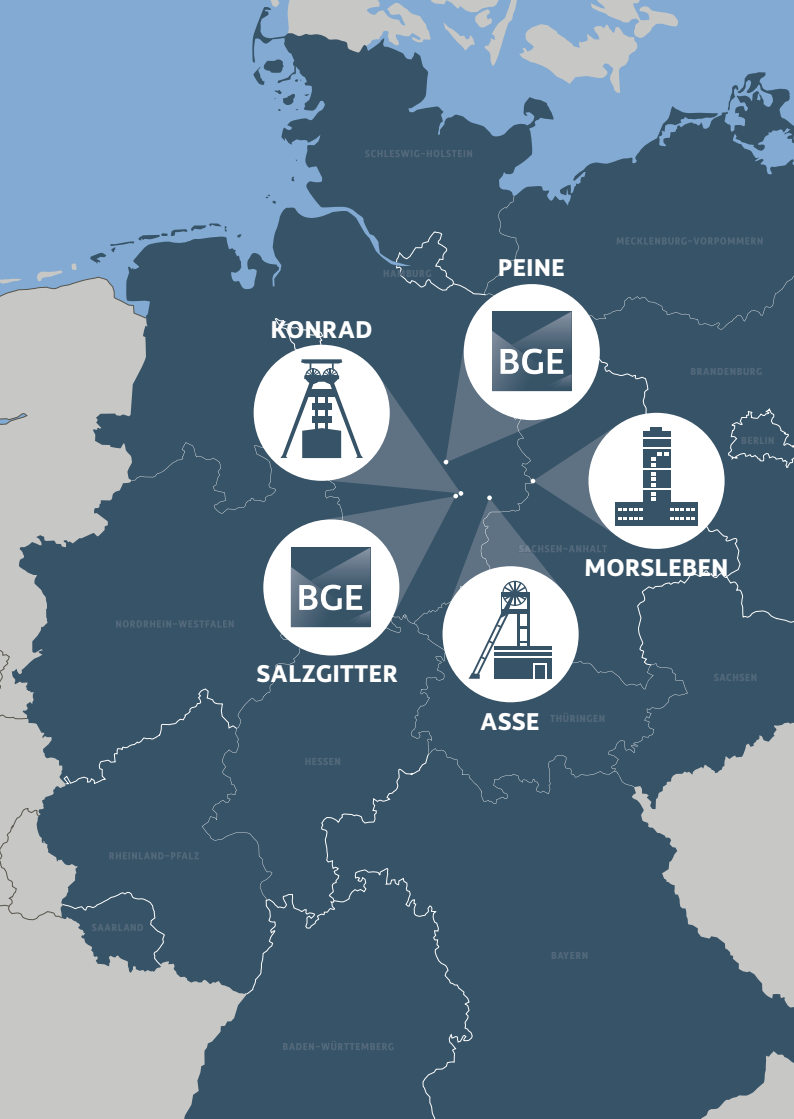 SCHLESWIG-HOLSTEIN
MECKLENBURG-VORPOMMERN
HAMBURG
PEINE
BGE
KONRAD
BRANDENBURG
BERLIN
SACHSEN-ANHALT
MORSLEBEN
BGE
SALZGITTER
NORDRHEIN-WESTFALEN
SACHSEN
ASSE
THÜRINGEN
HESSEN
RHEINLAND-PFALZ
SAARLAND
BAYERN
BADEN-WÜRTTEMBERG